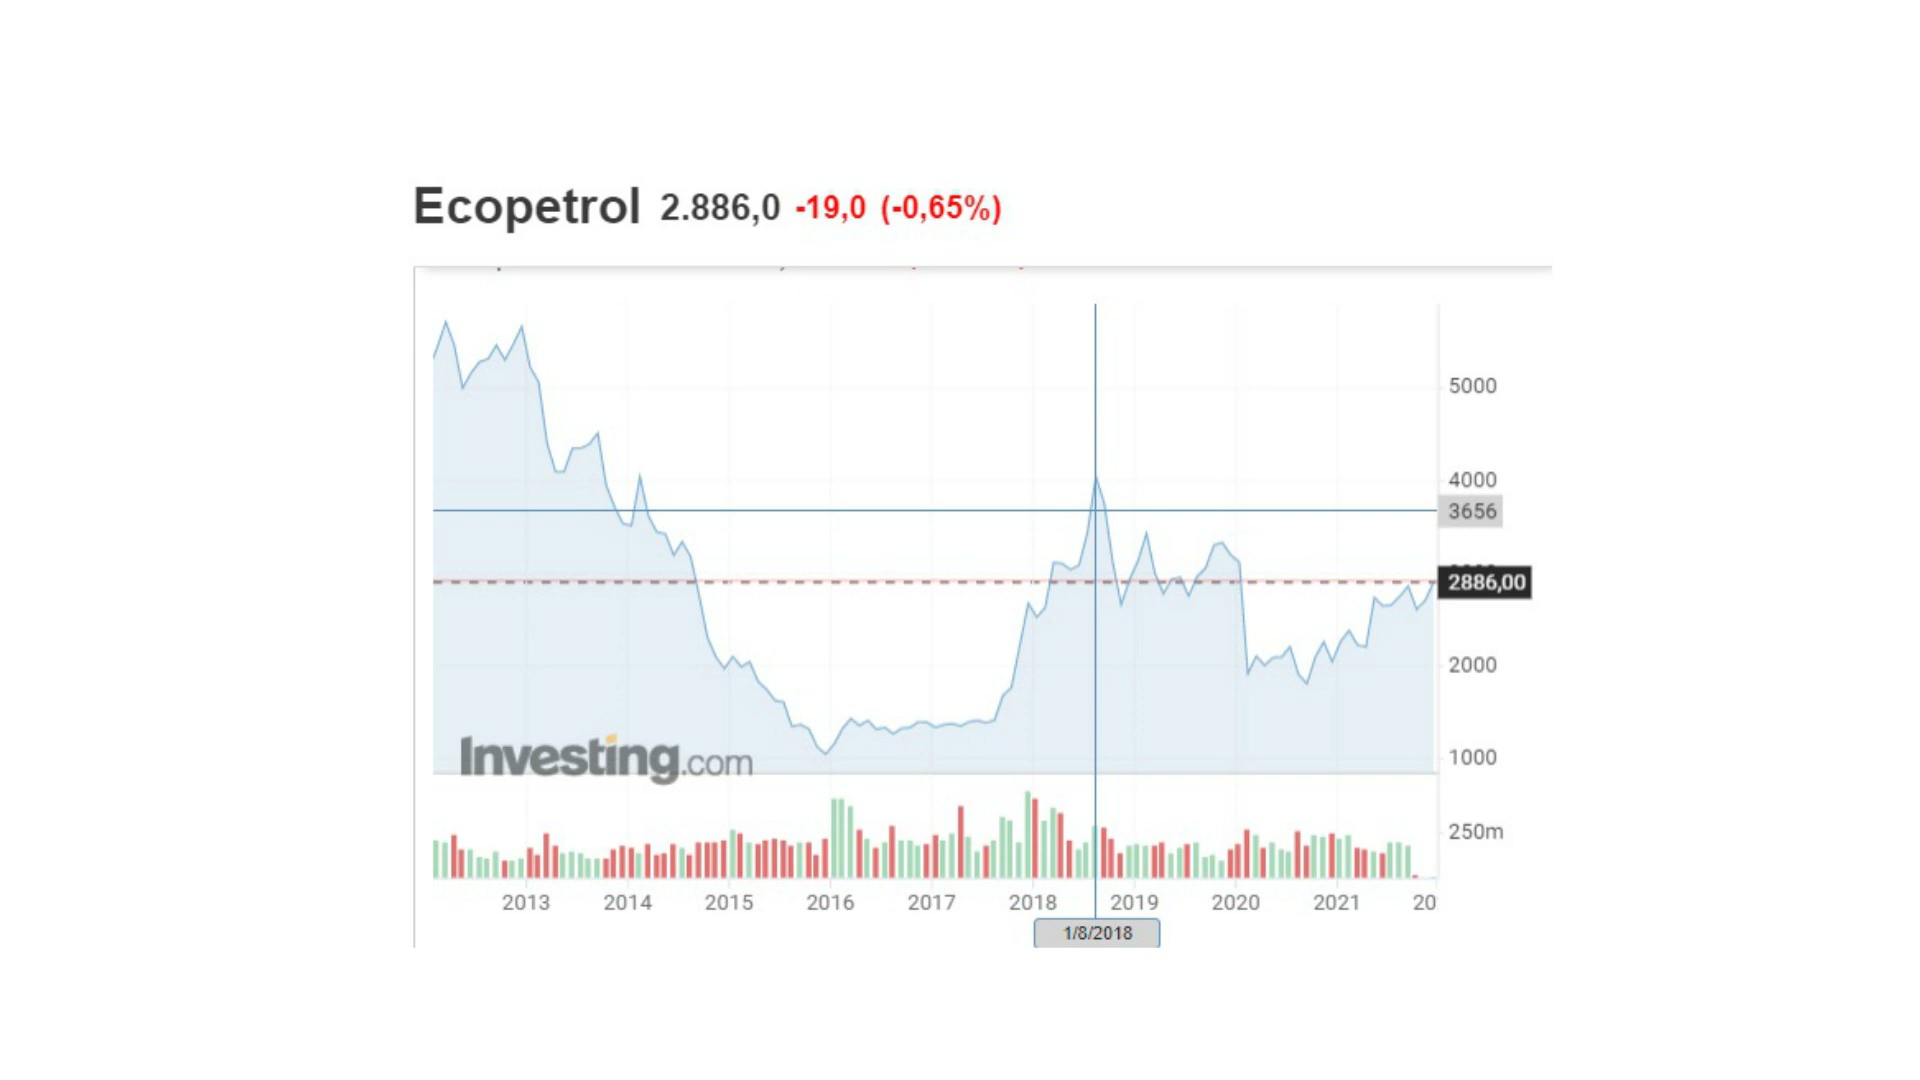 Ecopetrol 2.886,0 -19,0 (-0,65%)
5000
4000
3656
2886,00
2000
1000
Investing.com
250m
2013 2014 2015 2016 2017 2018 2019 2020 2021 20
1/8/2018